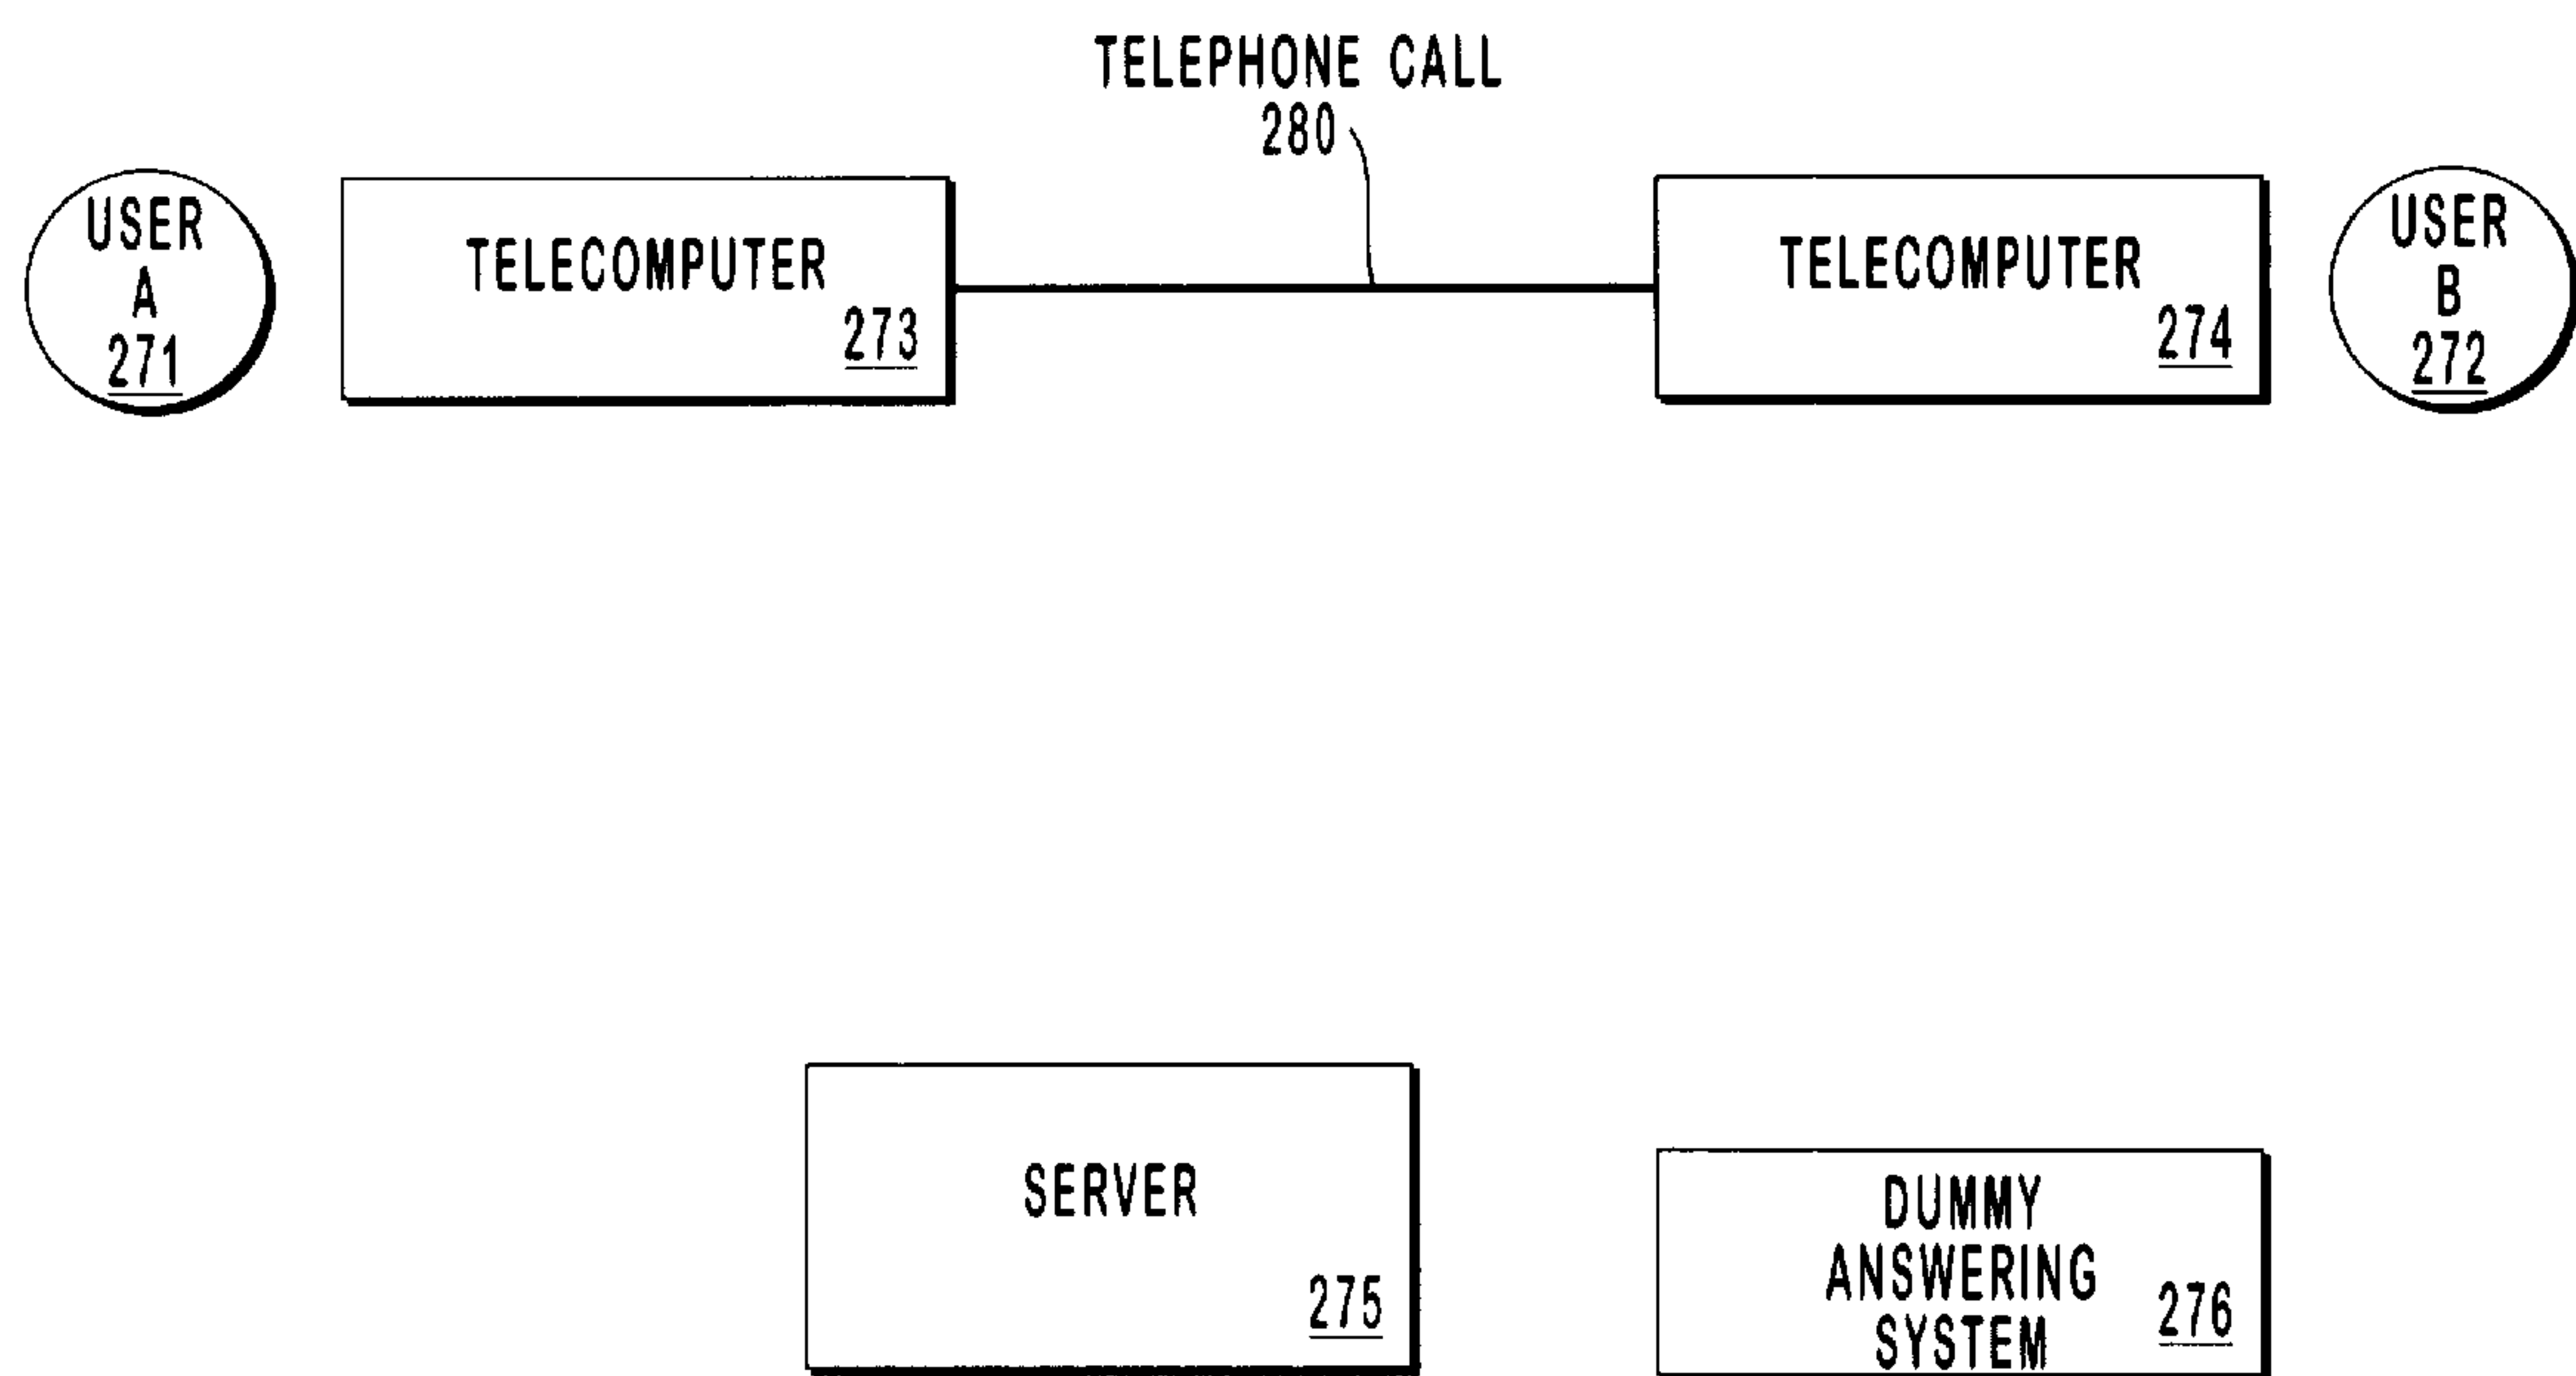 TELEPHONE CALL
280
USER
A
271
TELECOMPUTER
273
TELECOMPUTER
274
USER
B
272
SERVER
275
DUMMY
ANSWERING
SYSTEM
276